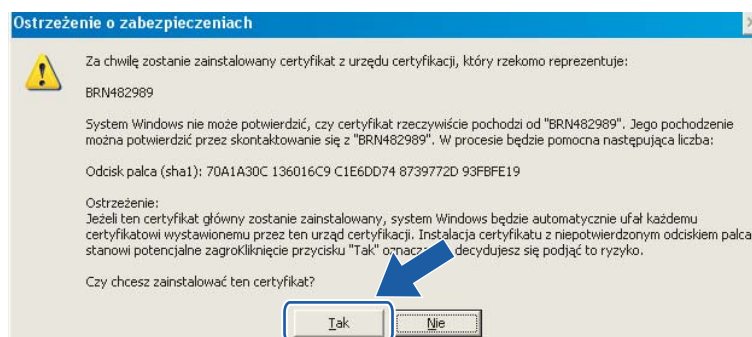 Ostrzeżenie o zabezpieczeniach
Za chwilę zostanie zainstalowany certyfikat z urzędu certyfikacji, który rzekomo reprezentuje:
BRN482989
System Windows nie może potwierdzić, czy certyfikat rzeczywiście pochodzi od "BRN482989". Jego pochodzenie
można potwierdzić przez skontaktowanie się z "BRN482989". W procesie będzie pomocna następująca liczba:
Odcisk palca (sha1): 70A1A30C 136016C9 C1E6DD74 8739772D 93FBFE19
Ostrzeżenie:
Jeżeli ten certyfikat główny zostanie zainstalowany, system Windows będzie automatycznie ufał każdemu
certyfikatowi wystawionemu przez ten urząd certyfikacji. Instalacja certyfikatu z niepotwierdzonym odciskiem palca
stanowi potencjalne zagroKliknięcie przycisku "Tak" oznacza, decydujesz się podjąć to ryzyko.
Czy chcesz zainstalować ten certyfikat?
Tak Nie